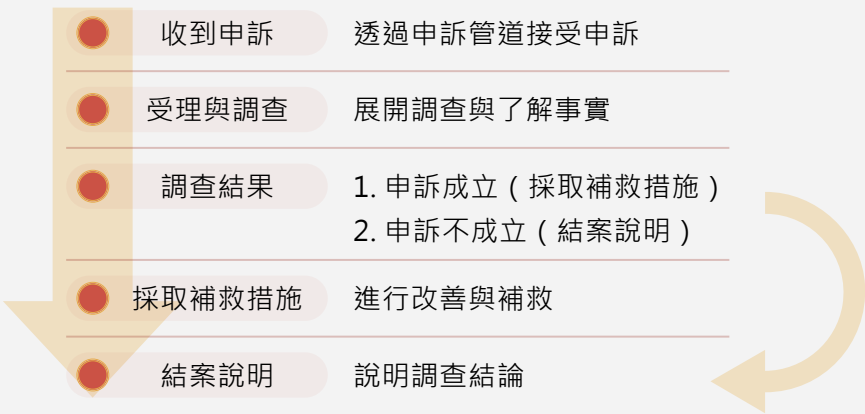 收到申訴 透過申訴管道接受申訴
受理與調查 展開調查與了解事實
調查結果 1. 申訴成立（採取補救措施）
2. 申訴不成立（結案說明）
採取補救措施 進行改善與補救
結案說明 說明調查結論